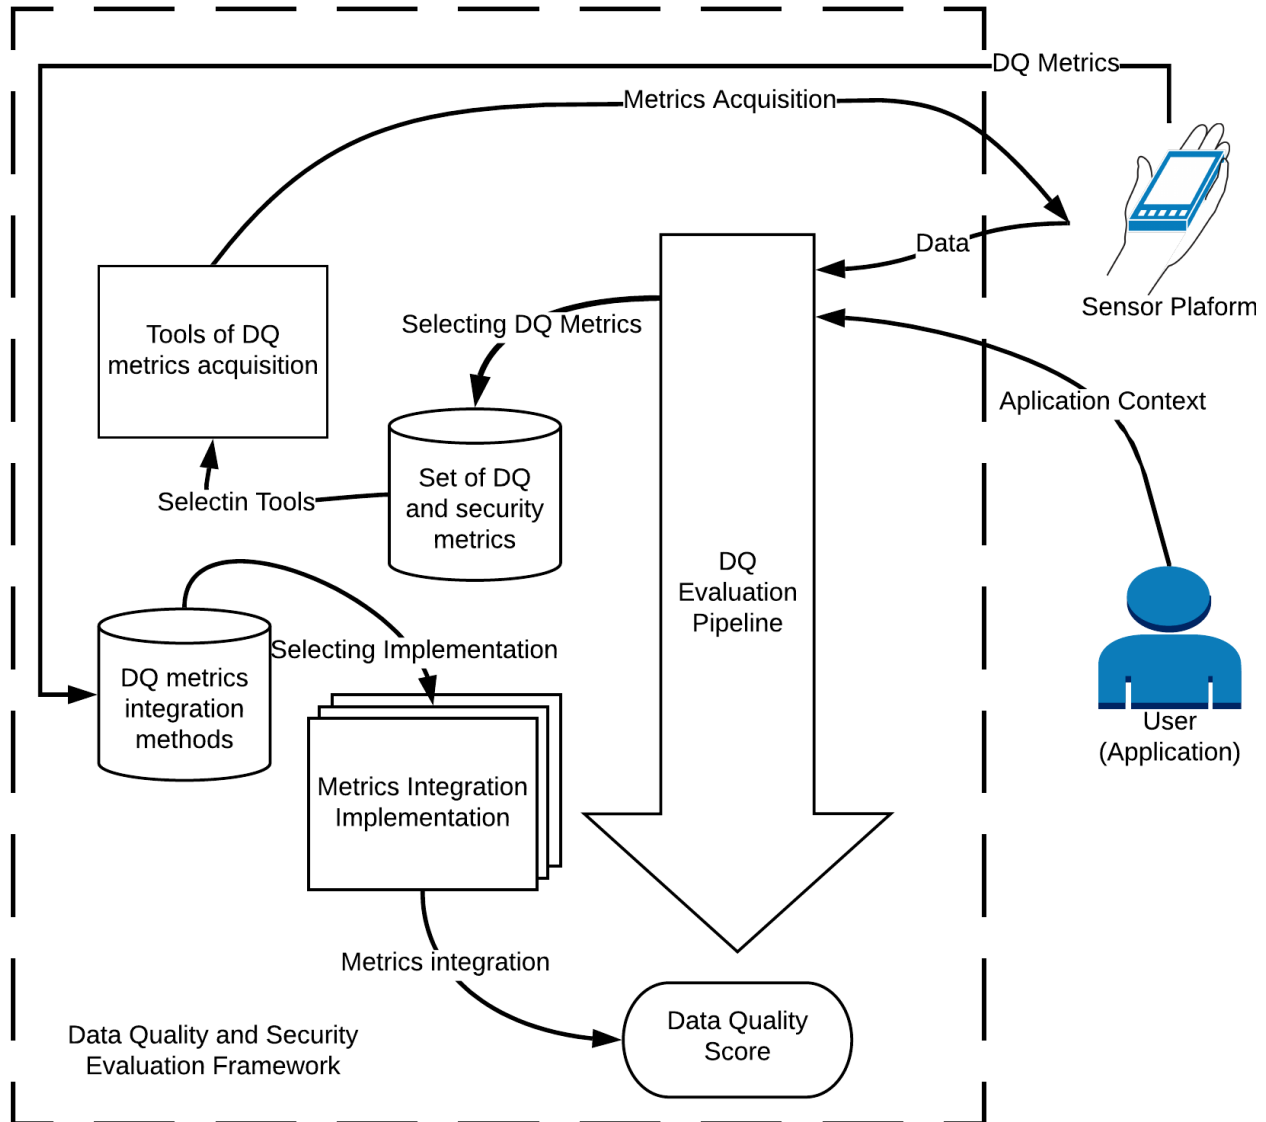 DQ Metrics
Metrics Acquisition
Data
Sensor Plaform
Selecting DQ Metrics
Tools of DQ
metrics acquisition
Aplication Context
Set of DQ
and security
metrics
Selectin Tools
DQ
Evaluation
Pipeline
Selecting Implementation
DQ metrics
integration
methods
User
(Application)
Metrics Integration
Implementation
Metrics integration
Data Quality
Score
Data Quality and Security
Evaluation Framework